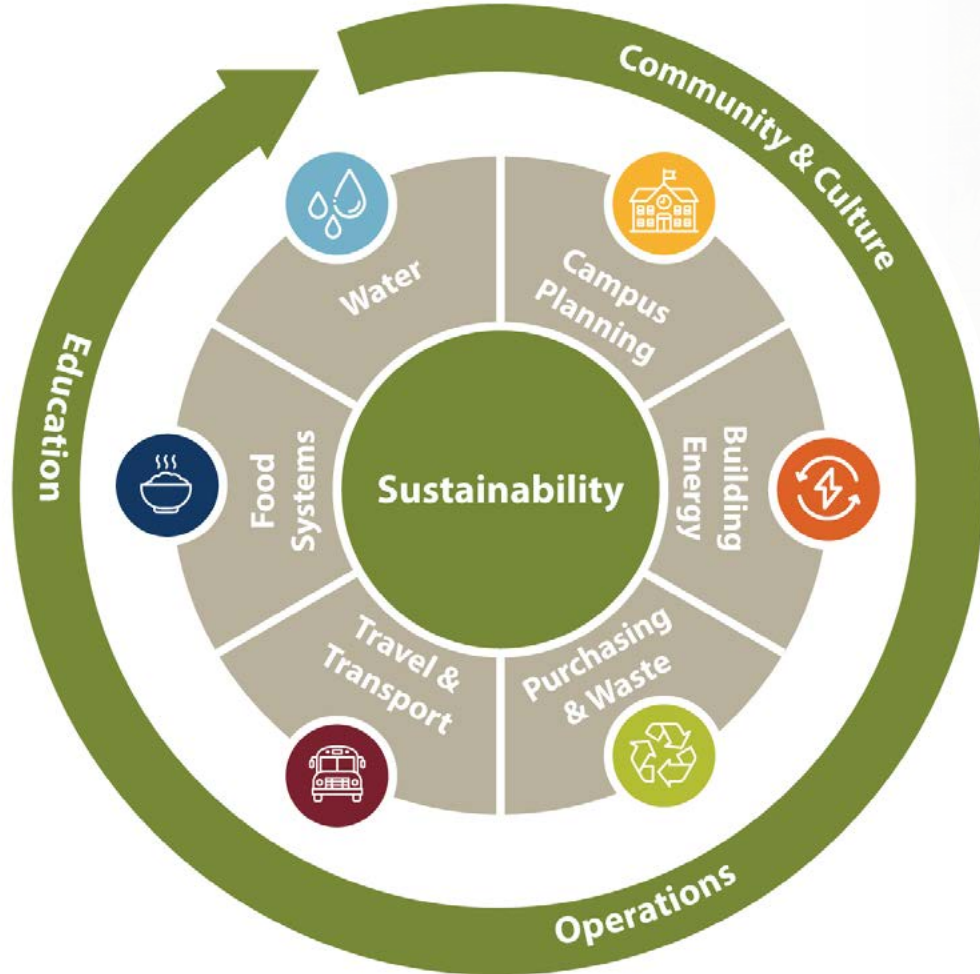 Community & Culture
Water
Campus
Planning
Education
Food
Systems
Sustainability
Building
Energy
Travel &
Transport
Purchasing
& Waste
Operations